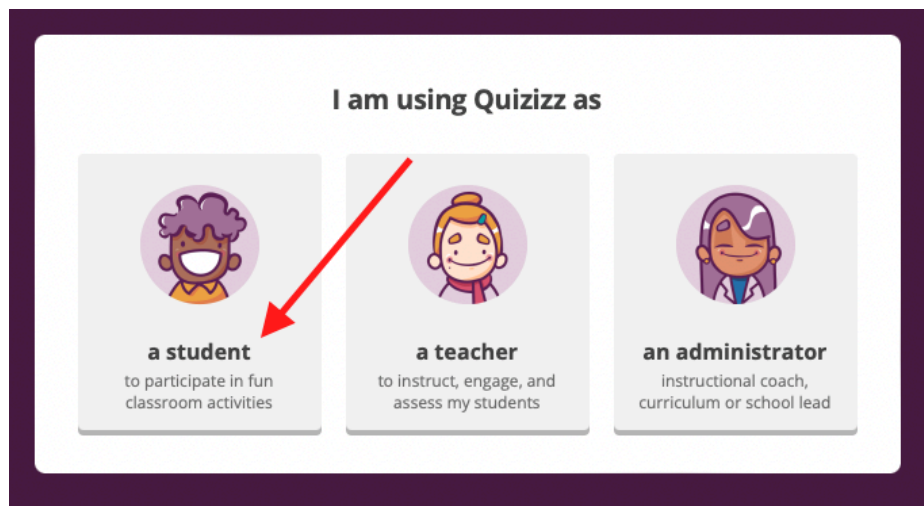 I am using Quizizz as
a student
to participate in fun
classroom activities
a teacher
to instruct, engage, and
assess my students
an administrator
instructional coach,
curriculum or school lead